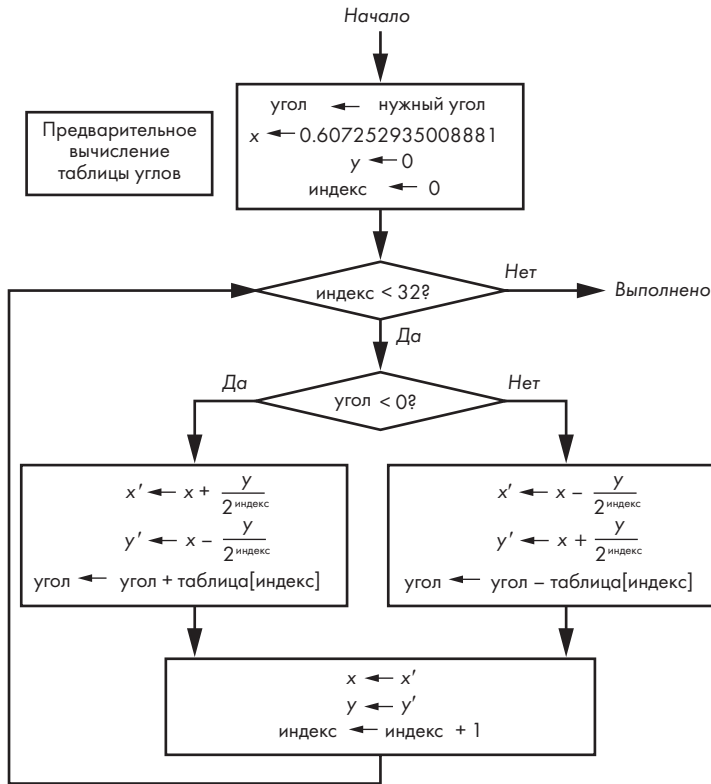 Начало
Предварительное
вычисление
таблицы углов
угол ← нужный угол
x ← 0.607252935008881
y ← 0
индекс ← 0
индекс < 32?
Нет
Выполнено
Да
угол < 0?
Да
Нет
x′ ← x + y / 2^индекс
y′ ← x – y / 2^индекс
угол ← угол + таблица[индекс]
x′ ← x – y / 2^индекс
y′ ← x + y / 2^индекс
угол ← угол – таблица[индекс]
x ← x′
y ← y′
индекс ← индекс + 1